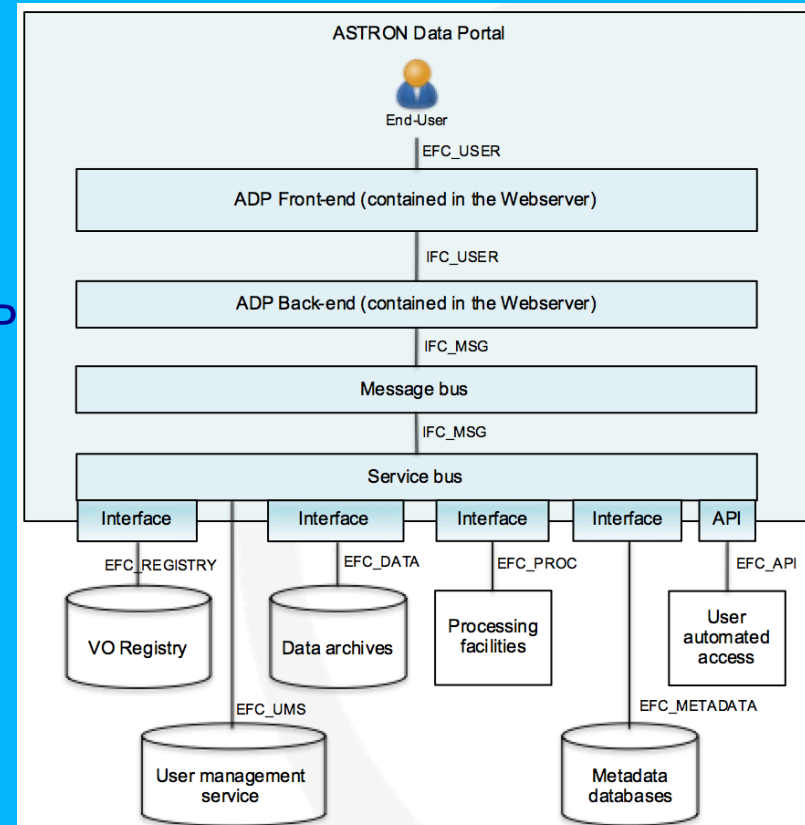 ASTRON Data Portal
End-User
EFC_USER
ADP Front-end (contained in the Webserver)
IFC_USER
ADP Back-end (contained in the Webserver)
P
IFC_MSG
Message bus
IFC_MSG
Service bus
Interface
Interface
Interface
Interface
API
EFC_REGISTRY
EFC_DATA
EFC_PROC
EFC_API
VO Registry
Data archives
Processing
facilities
User
automated
access
EFC_UMS
EFC_METADATA
User management
service
Metadata
databases